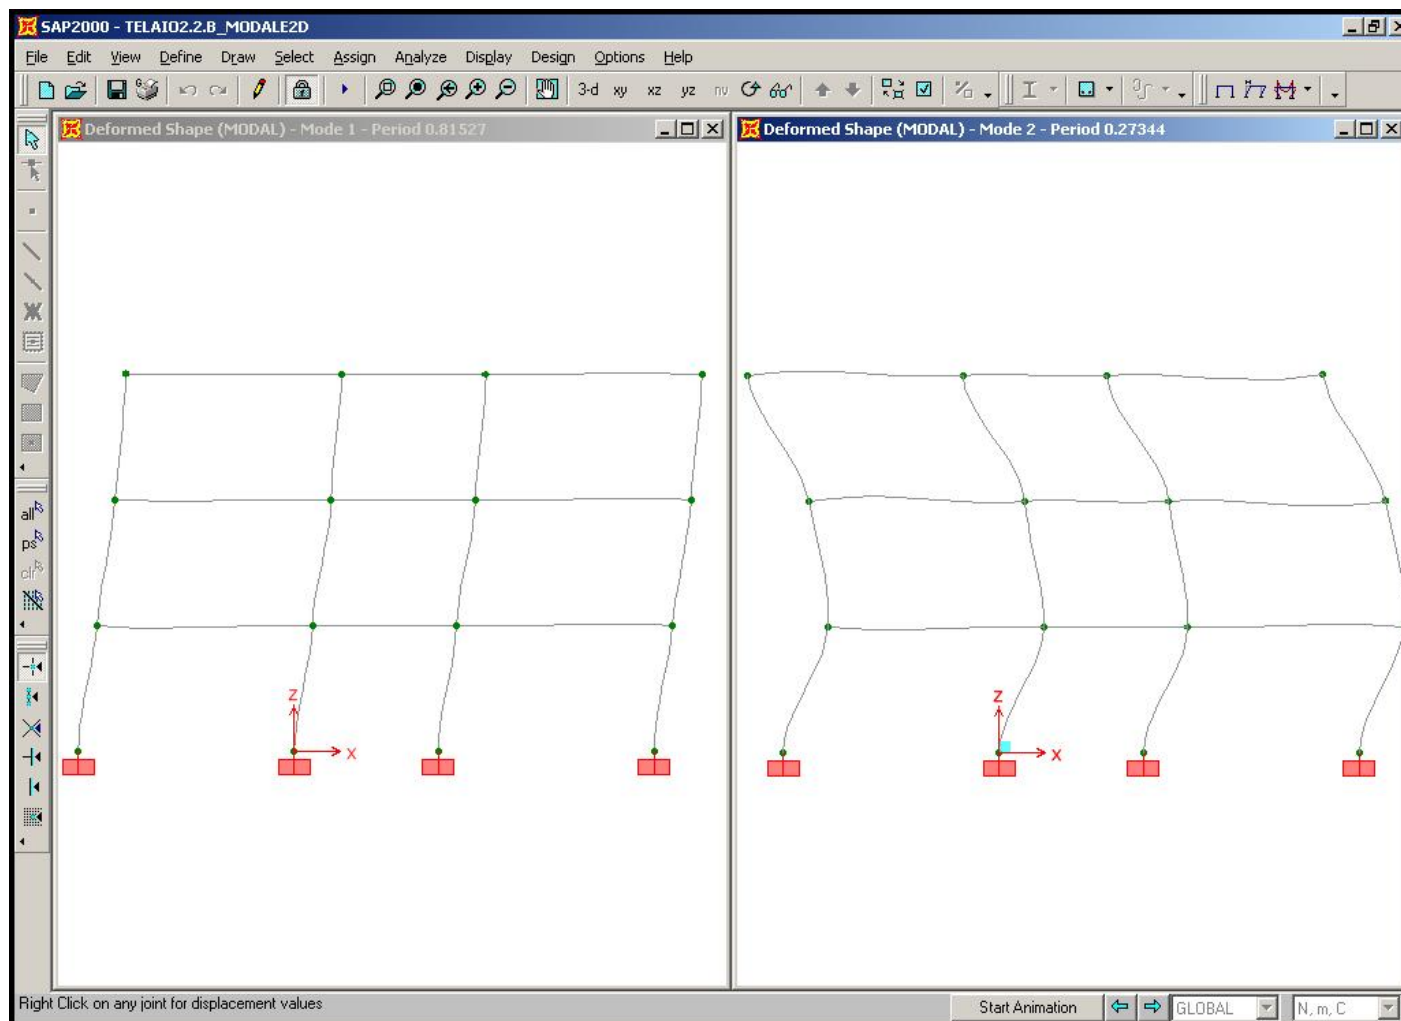 SAP2000 - TELAIO2.2.B_MODALE2D
File Edit View Define Draw Select Assign Analyze Display Design Options Help
3-d xy xz yz nv
Deformed Shape (MODAL) - Mode 1 - Period 0.81527
Deformed Shape (MODAL) - Mode 2 - Period 0.27344
all
ps
clr
Z
X
Z
X
Right Click on any joint for displacement values
Start Animation
GLOBAL
N, m, C